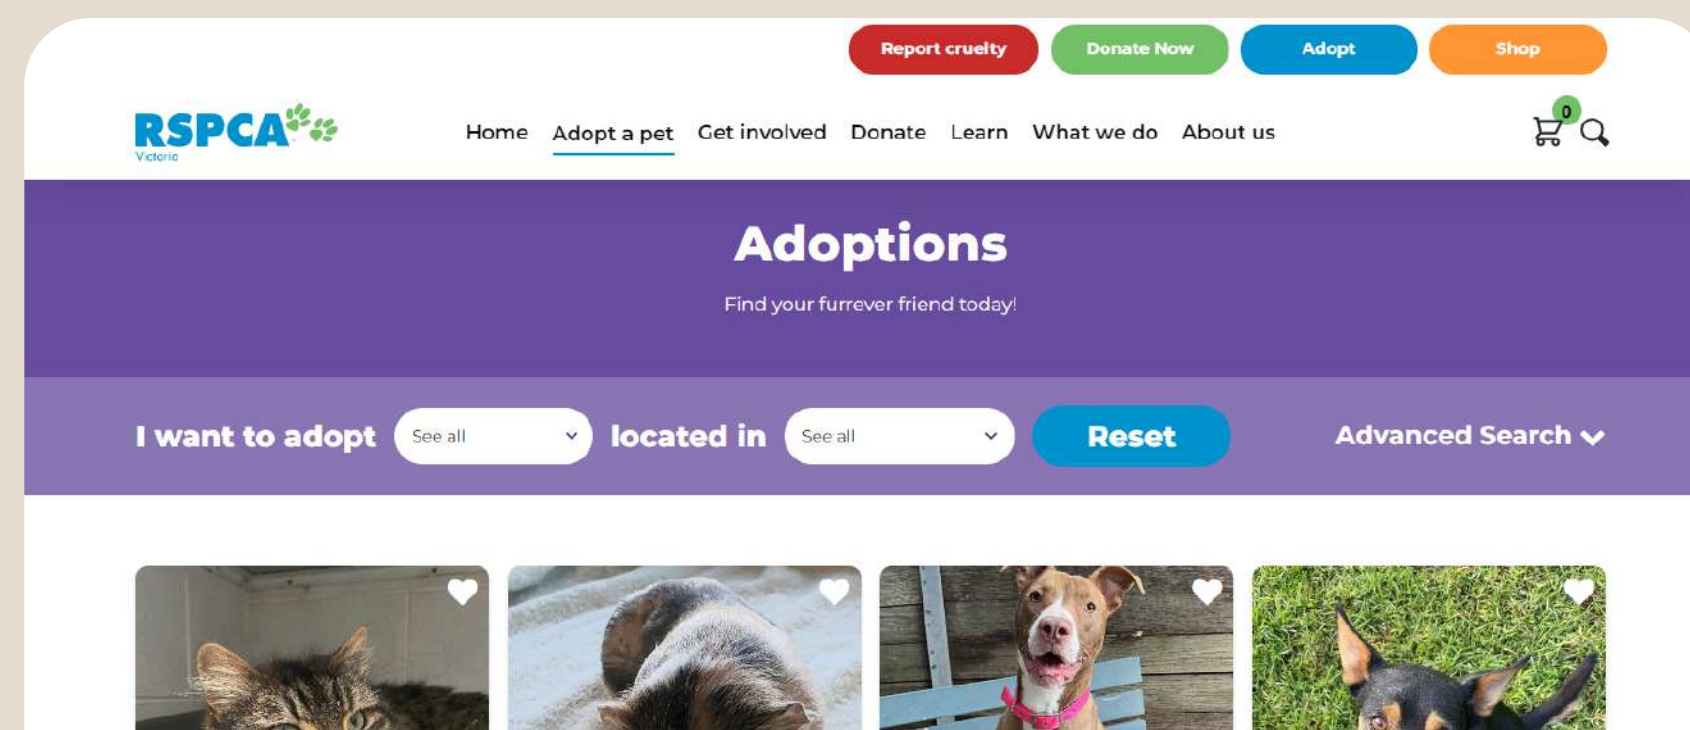 Report cruelty Donate Now Adopt Shop
RSPCA
Victoria
Home Adopt a pet Get involved Donate Learn What we do About us
0
Adoptions
Find your furrever friend today!
I want to adopt See all located in See all Reset Advanced Search